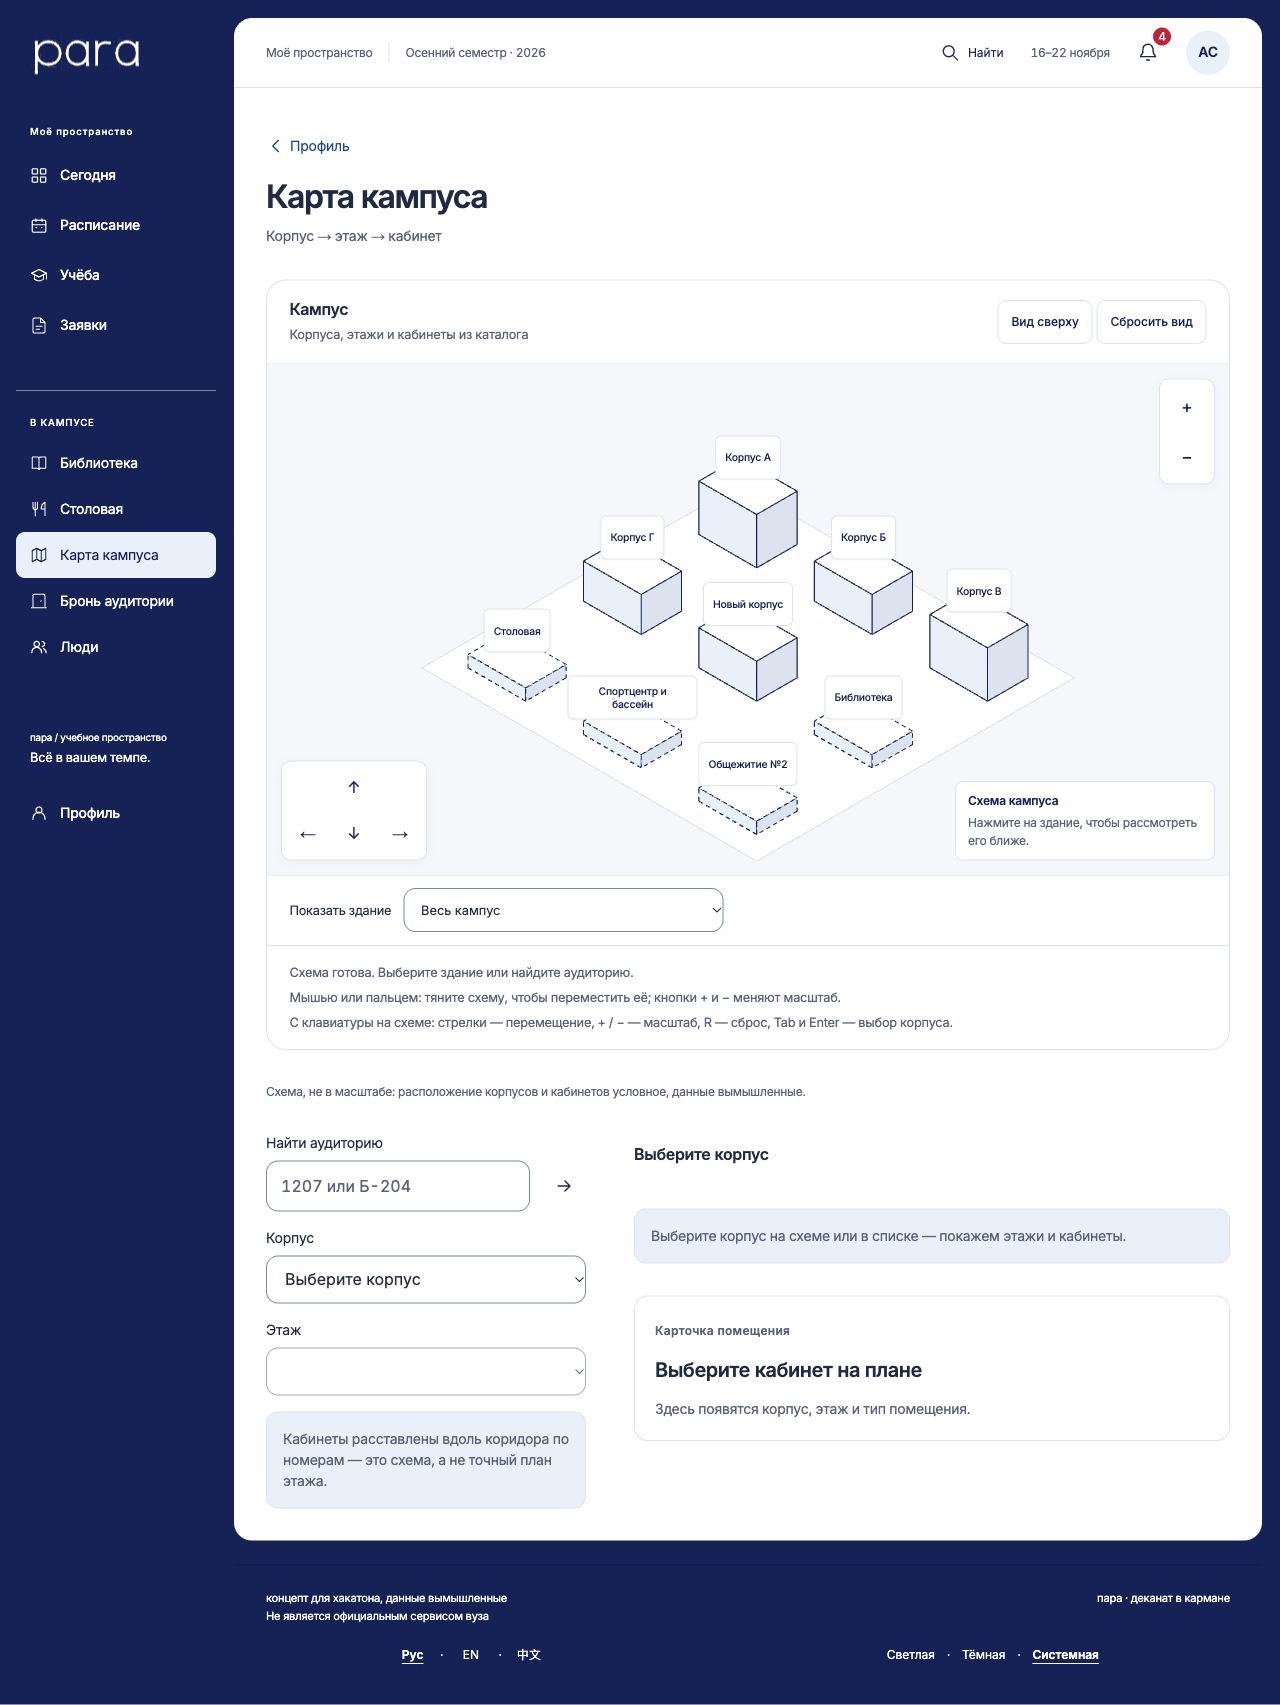 para
Моё пространство
Сегодня
Расписание
Учёба
Заявки
В КАМПУСЕ
Библиотека
Столовая
Карта кампуса
Бронь аудитории
Люди
пара / учебное пространство
Всё в вашем темпе.
Профиль
Моё пространство
Осенний семестр · 2026
Найти
16–22 ноября
4
АС
Профиль
Карта кампуса
Корпус → этаж → кабинет
Кампус
Корпуса, этажи и кабинеты из каталога
Вид сверху
Сбросить вид
+
−
Корпус А
Корпус Г
Корпус Б
Корпус В
Новый корпус
Столовая
Спортцентр и
бассейн
Библиотека
Общежитие №2
↑
← ↓ →
Схема кампуса
Нажмите на здание, чтобы рассмотреть
его ближе.
Показать здание
Весь кампус
Схема готова. Выберите здание или найдите аудиторию.
Мышью или пальцем: тяните схему, чтобы переместить её; кнопки + и − меняют масштаб.
С клавиатуры на схеме: стрелки — перемещение, + / − — масштаб, R — сброс, Tab и Enter — выбор корпуса.
Схема, не в масштабе: расположение корпусов и кабинетов условное, данные вымышленные.
Найти аудиторию
1207 или Б-204
→
Корпус
Выберите корпус
Этаж
Кабинеты расставлены вдоль коридора по
номерам — это схема, а не точный план
этажа.
Выберите корпус
Выберите корпус на схеме или в списке — покажем этажи и кабинеты.
Карточка помещения
Выберите кабинет на плане
Здесь появятся корпус, этаж и тип помещения.
концепт для хакатона, данные вымышленные
Не является официальным сервисом вуза
пара · деканат в кармане
Рус · EN · 中文
Светлая · Тёмная · Системная